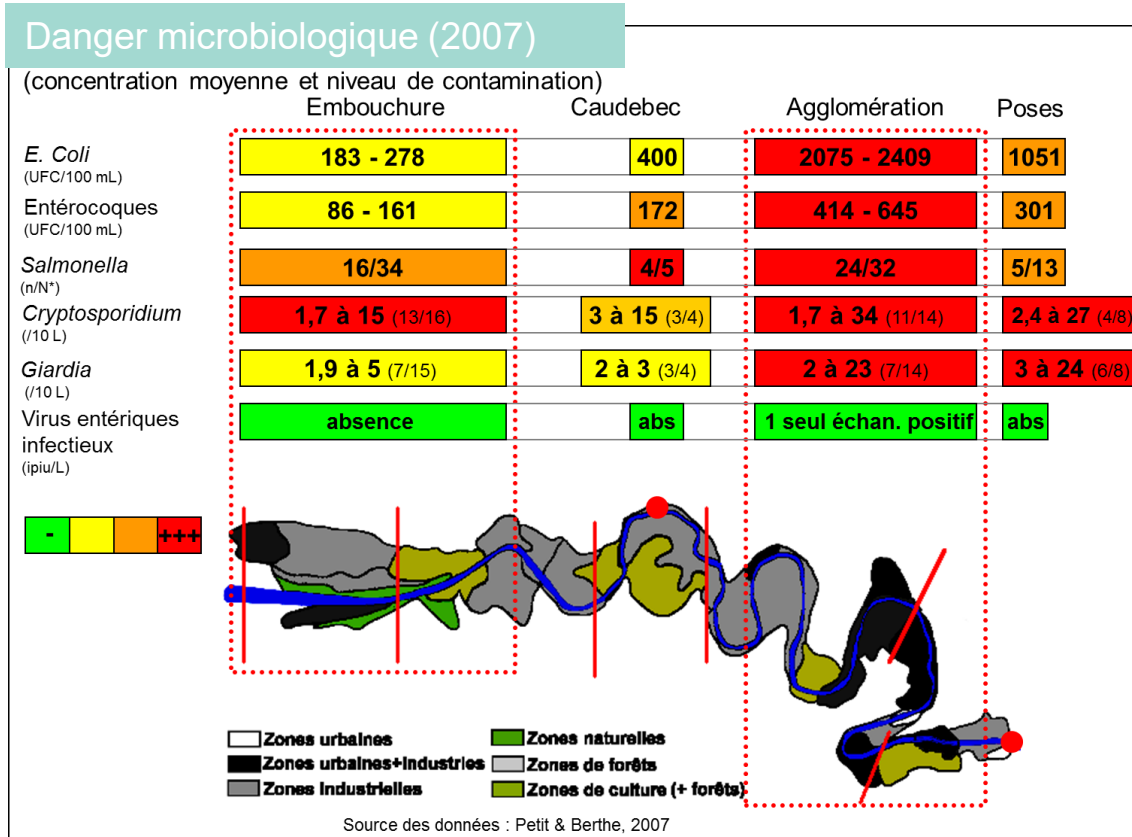 Danger microbiologique (2007)
(concentration moyenne et niveau de contamination)
Embouchure Caudebec Agglomération Poses
E. Coli 183 - 278 400 2075 - 2409 1051
(UFC/100 mL)
Entérocoques 86 - 161 172 414 - 645 301
(UFC/100 mL)
Salmonella 16/34 4/5 24/32 5/13
(n/N*)
Cryptosporidium 1,7 à 15 (13/16) 3 à 15 (3/4) 1,7 à 34 (11/14) 2,4 à 27 (4/8)
(/10 L)
Giardia 1,9 à 5 (7/15) 2 à 3 (3/4) 2 à 23 (7/14) 3 à 24 (6/8)
(/10 L)
Virus entériques absence abs 1 seul échan. positif abs
infectieux
(ipiu/L)
- +++
Zones urbaines Zones naturelles
Zones urbaines+industries Zones de forêts
Zones industrielles Zones de culture (+ forêts)
Source des données : Petit & Berthe, 2007